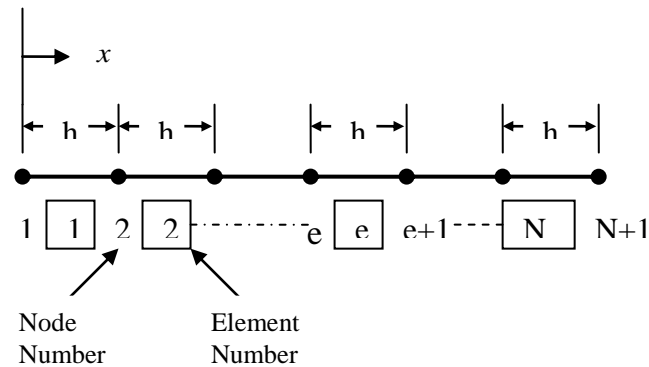 x
h h h h
1 1 2 2 e e e+1 N N+1
Node Element
Number Number